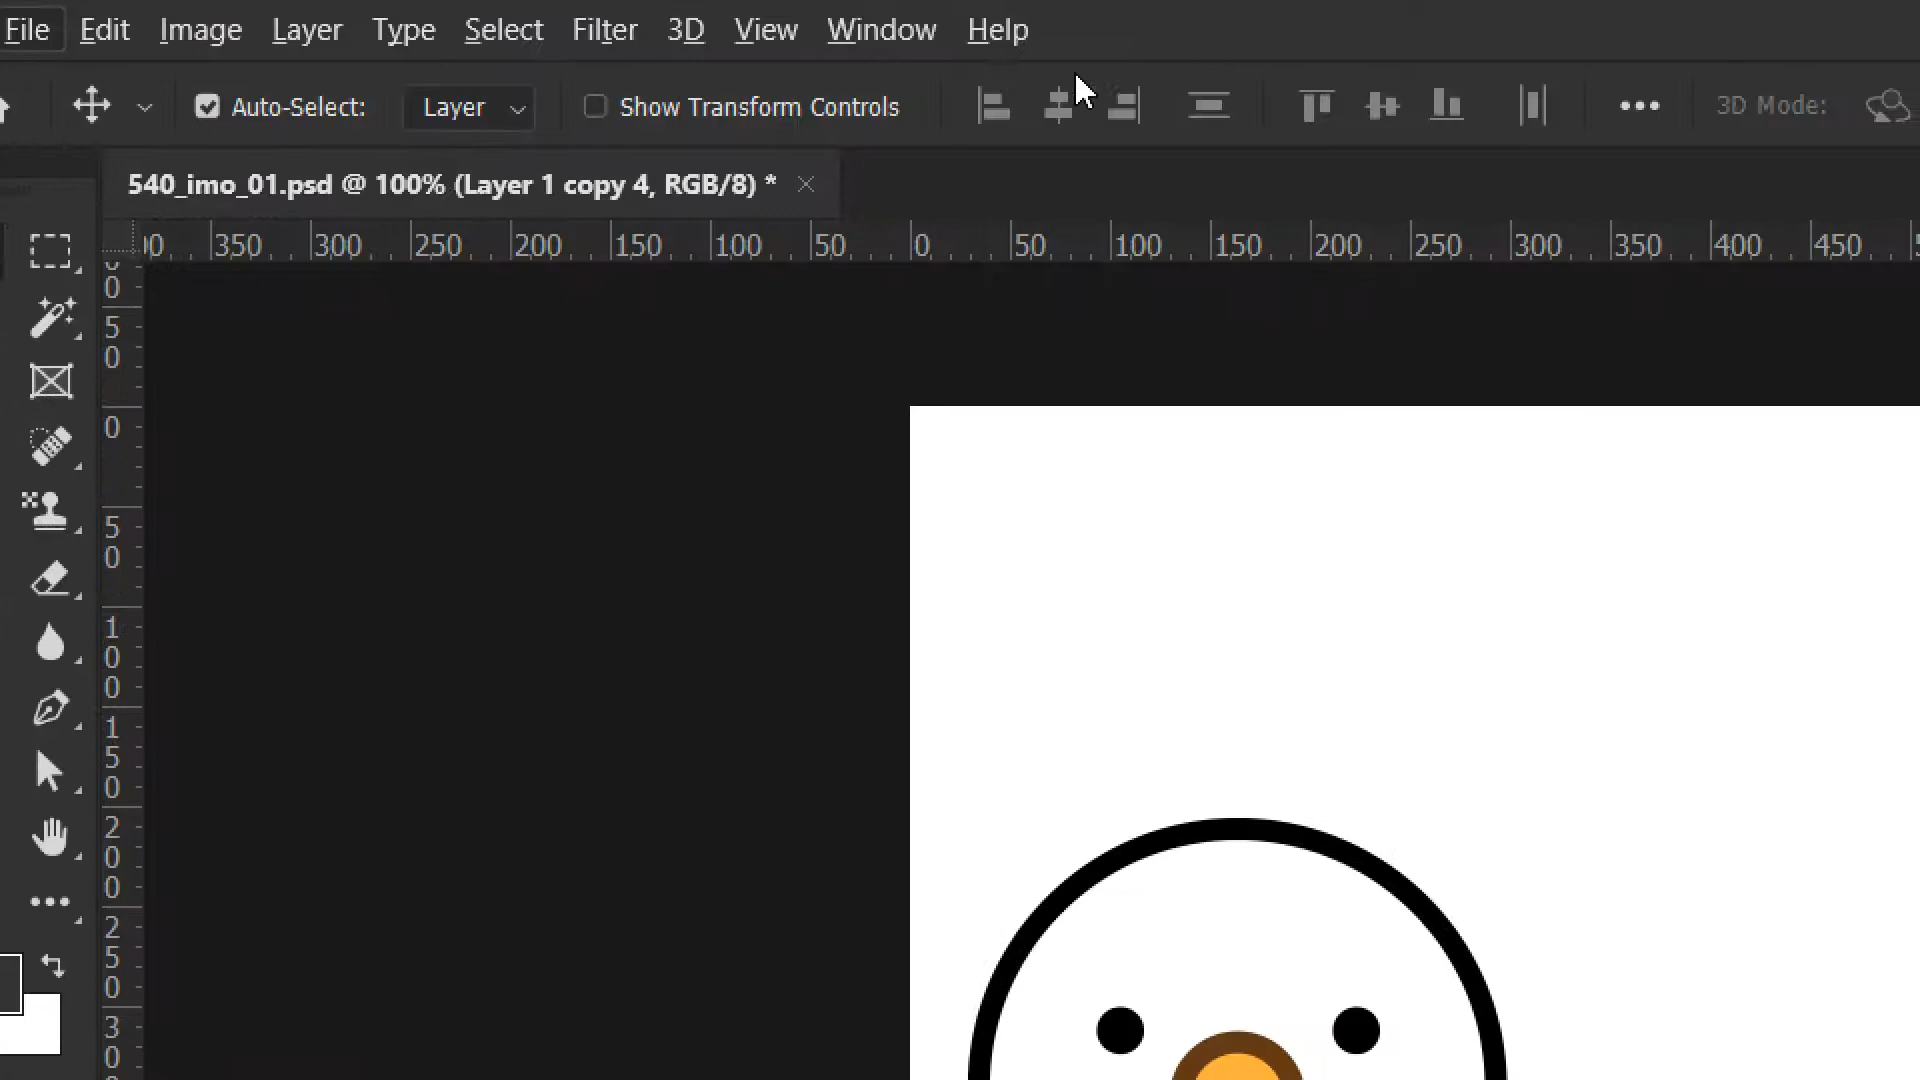 File Edit Image Layer Type Select Filter 3D View Window Help
Auto-Select: Layer Show Transform Controls 3D Mode:
540_imo_01.psd @ 100% (Layer 1 copy 4, RGB/8) *
350 300 250 200 150 100 50 0 50 100 150 200 250 300 350 400 450
0
50
0
50
100
150
200
250